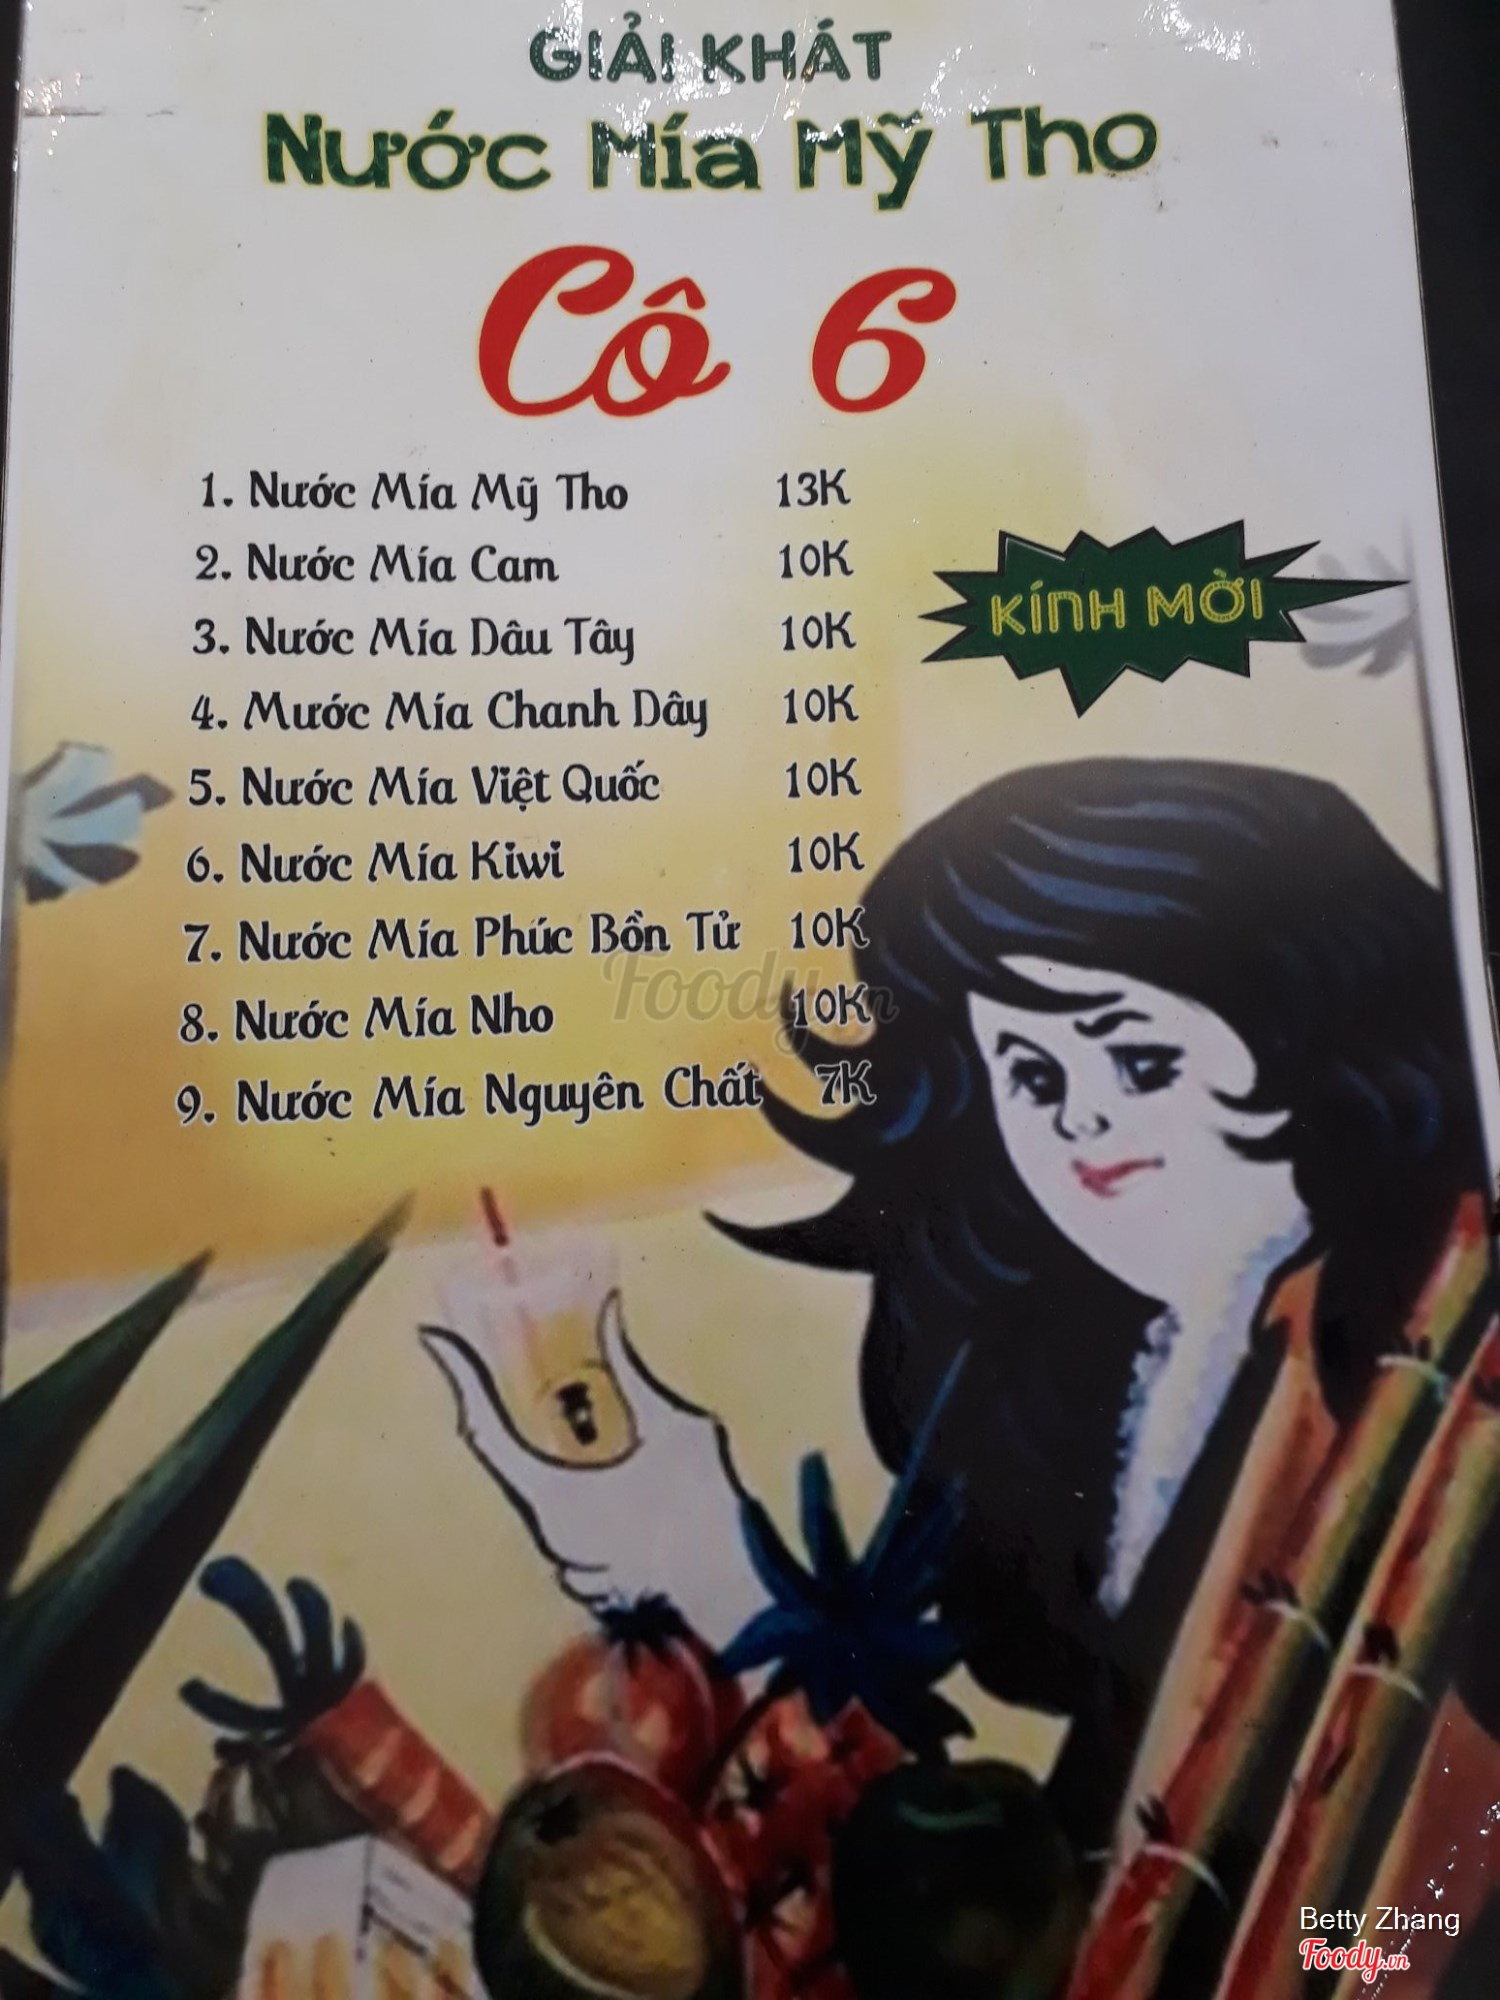 GIẢI KHÁT
Nước Mía Mỹ Tho
Cô 6
1. Nước Mía Mỹ Tho 13K
2. Nước Mía Cam 10K
3. Nước Mía Dâu Tây 10K
4. Mước Mía Chanh Dây 10K
5. Nước Mía Việt Quốc 10K
6. Nước Mía Kiwi 10K
7. Nước Mía Phúc Bồn Tử 10K
8. Nước Mía Nho 10K
9. Nước Mía Nguyên Chất 7K
KÍNH MỜI
Foody.vn
Betty Zhang
Foody.vn